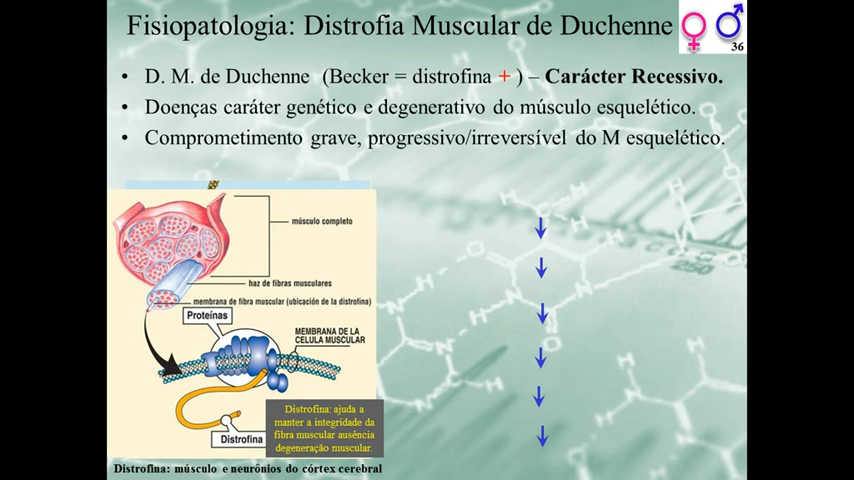 Fisiopatologia: Distrofia Muscular de Duchenne
36
• D. M. de Duchenne (Becker = distrofina + ) – Carácter Recessivo.
• Doenças caráter genético e degenerativo do músculo esquelético.
• Comprometimento grave, progressivo/irreversível do M esquelético.
músculo completo
haz de fibras musculares
membrana de fibra muscular (ubicación de la distrofina)
Proteínas
MEMBRANA DE LA
CELULA MUSCULAR
Distrofina: ajuda a
manter a integridade da
fibra muscular ausência
degeneração muscular.
Distrofina
Distrofina: músculo e neurônios do córtex cerebral
250